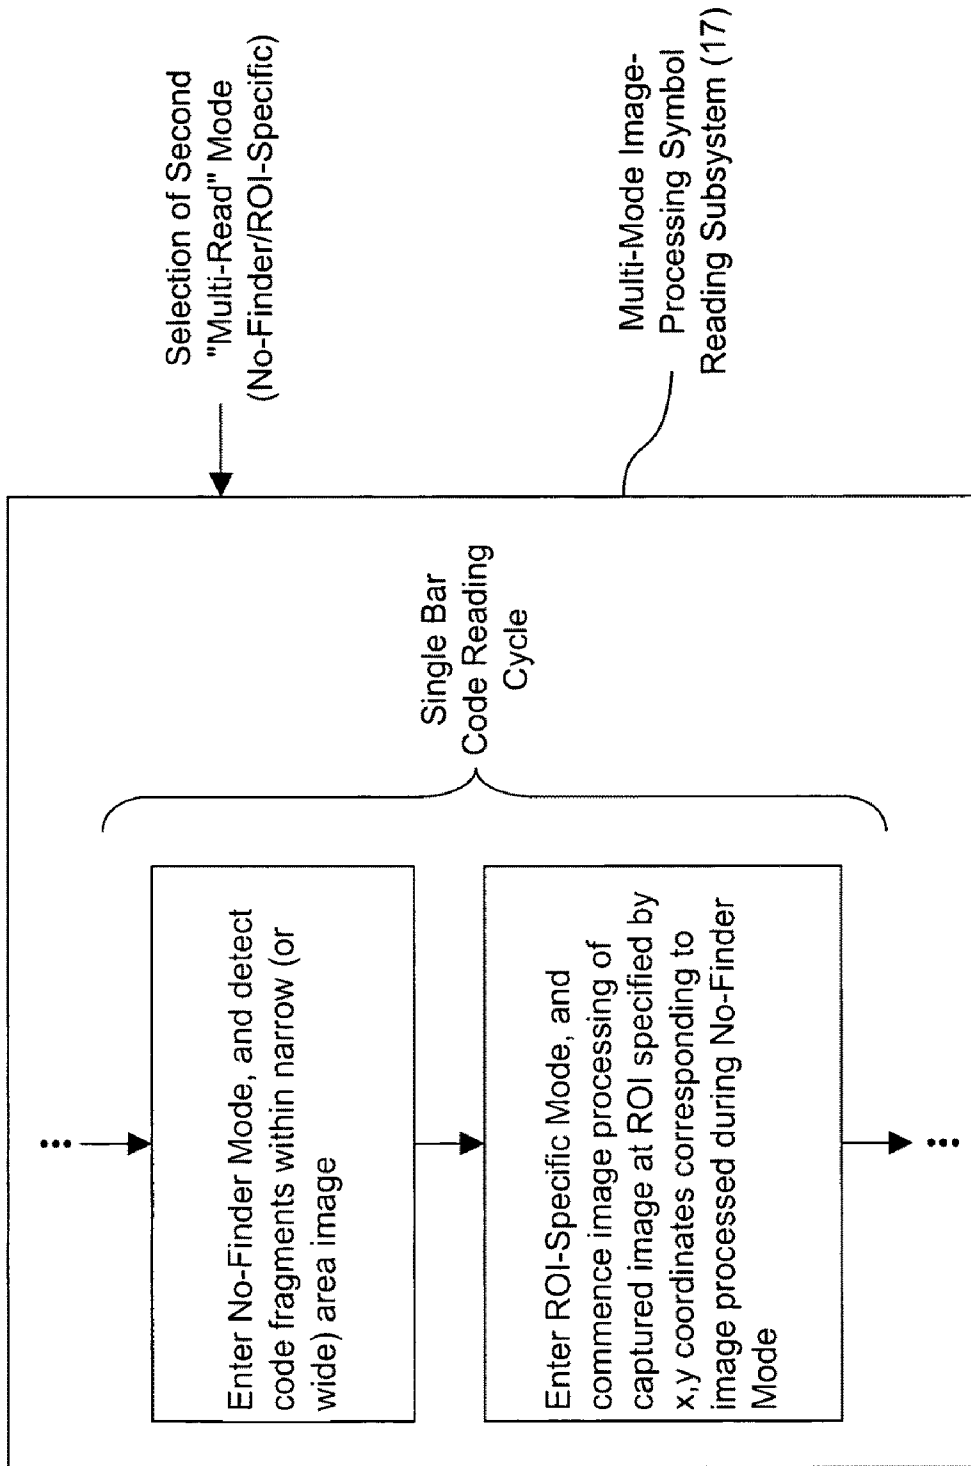 Selection of Second
"Multi-Read" Mode
(No-Finder/ROI-Specific)
Multi-Mode Image-
Processing Symbol
Reading Subsystem (17)
Single Bar
Code Reading
Cycle
Enter No-Finder Mode, and detect
code fragments within narrow (or
wide) area image
Enter ROI-Specific Mode, and
commence image processing of
captured image at ROI specified by
x,y coordinates corresponding to
image processed during No-Finder
Mode